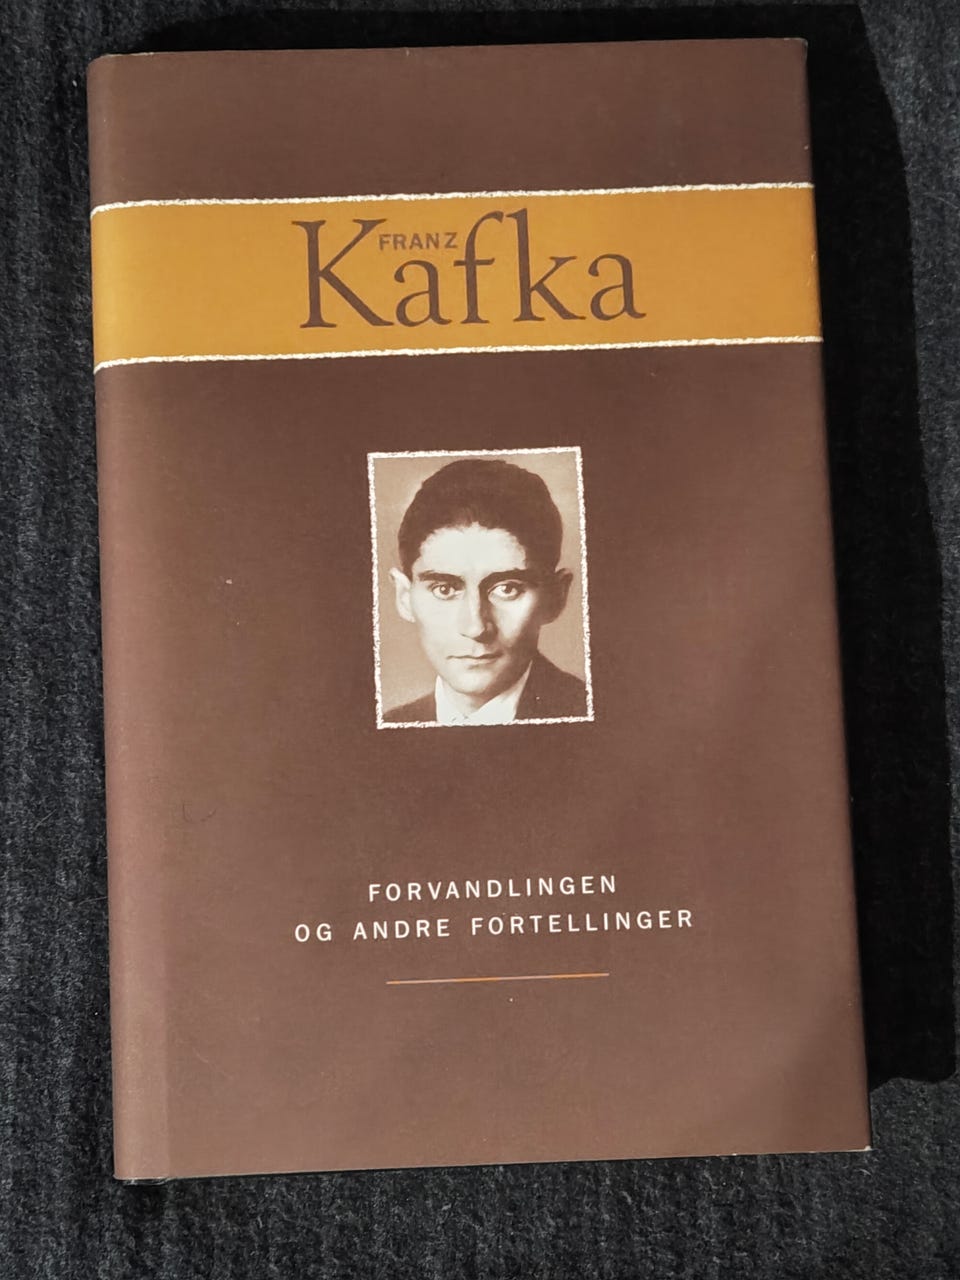 FRANZ
Kafka
FORVANDLINGEN
OG ANDRE FORTELLINGER